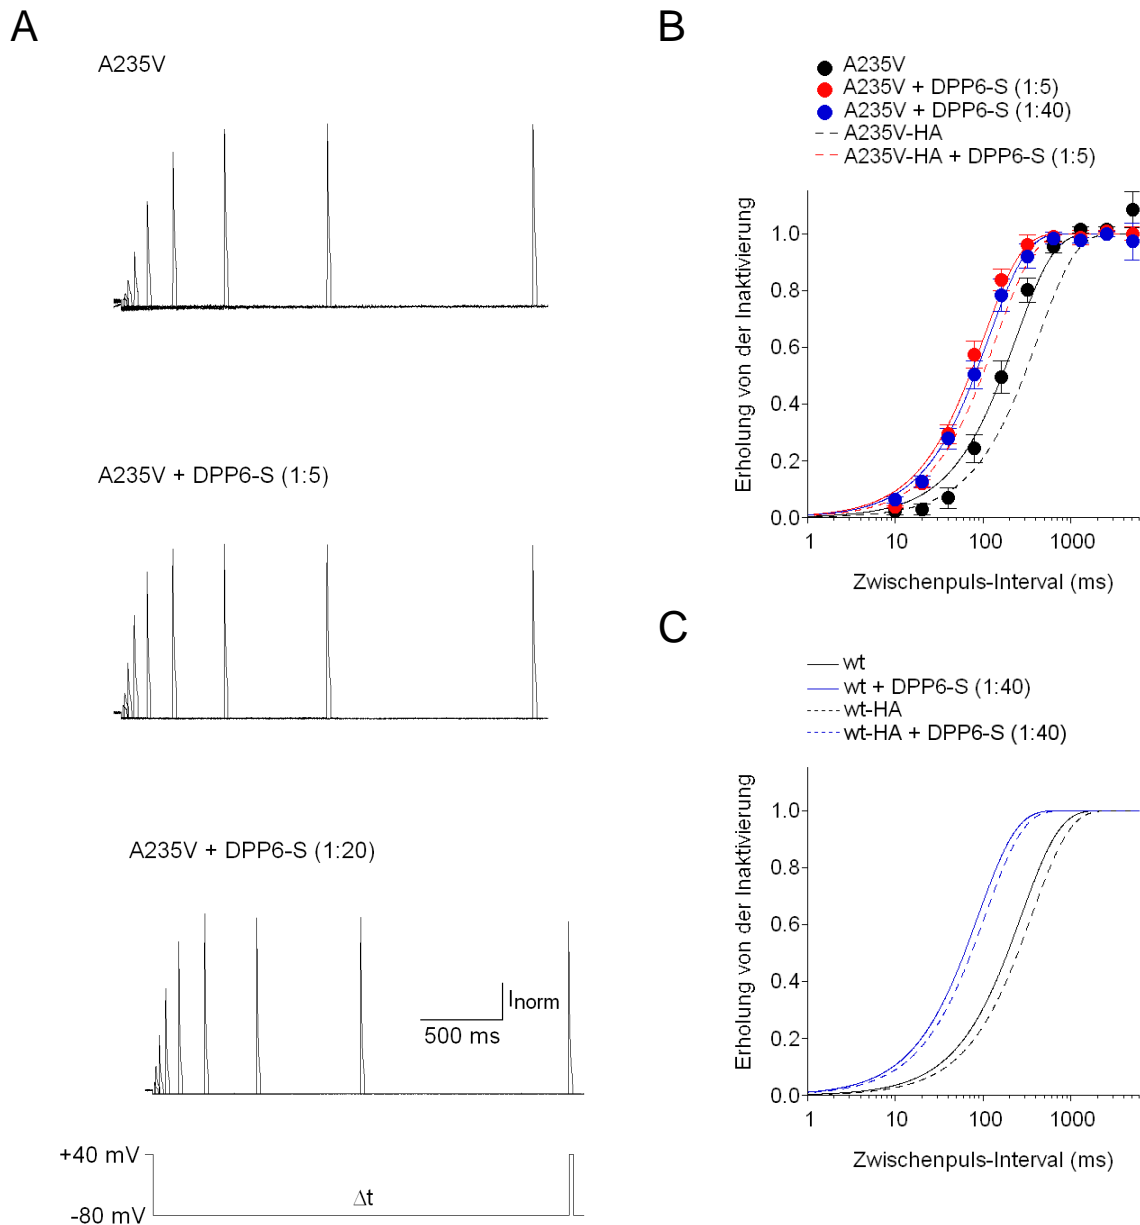 A
A235V
A235V + DPP6-S (1:5)
A235V + DPP6-S (1:20)
Inorm
500 ms
+40 mV
Δt
-80 mV
B
A235V
A235V + DPP6-S (1:5)
A235V + DPP6-S (1:40)
A235V-HA
A235V-HA + DPP6-S (1:5)
Erholung von der Inaktivierung
1.0
0.8
0.6
0.4
0.2
0.0
1 10 100 1000
Zwischenpuls-Interval (ms)
C
wt
wt + DPP6-S (1:40)
wt-HA
wt-HA + DPP6-S (1:40)
Erholung von der Inaktivierung
1.0
0.8
0.6
0.4
0.2
0.0
1 10 100 1000
Zwischenpuls-Interval (ms)